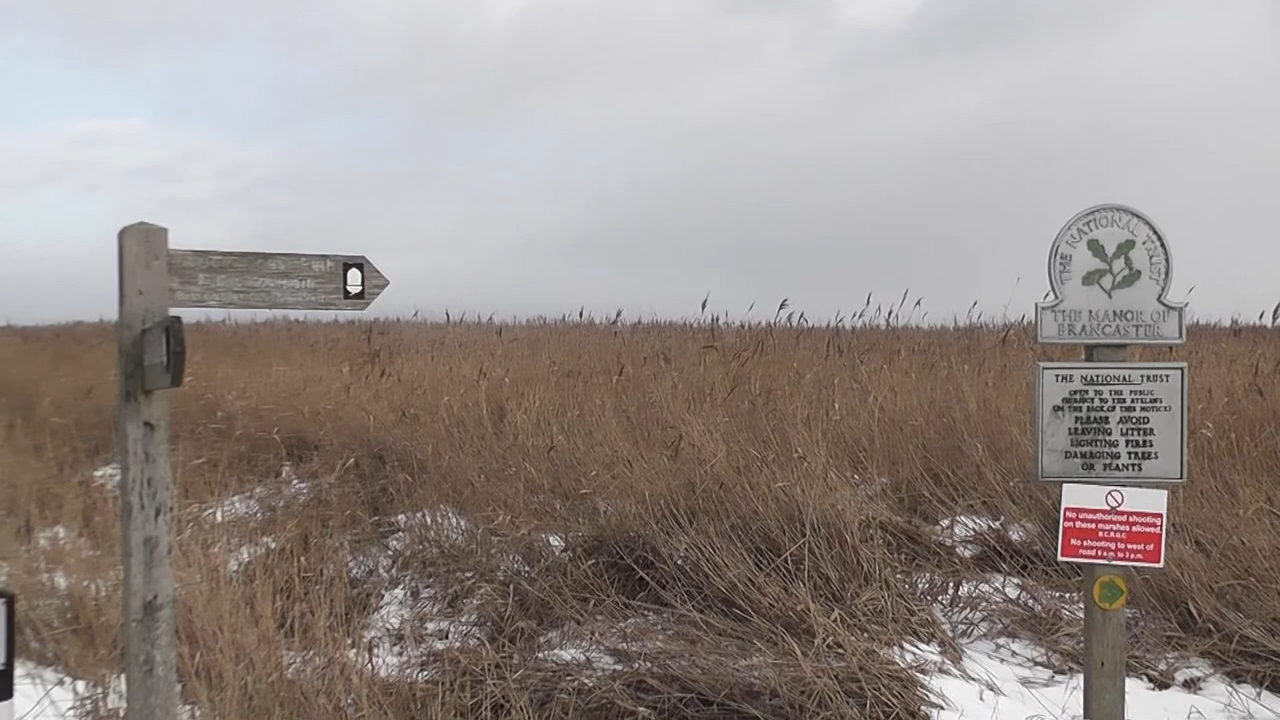 THE NATIONAL TRUST
THE MANOR OF
BRANCASTER
THE NATIONAL TRUST
OPEN TO THE PUBLIC
(SUBJECT TO THE BYELAWS
ON THE BACK OF THIS NOTICE)
PLEASE AVOID
LEAVING LITTER
LIGHTING FIRES
DAMAGING TREES
OR PLANTS
No unauthorized shooting
on these marshes allowed.
B.C.R.G.C
No shooting to west of
road 9 a.m. to 3 p.m.
Path